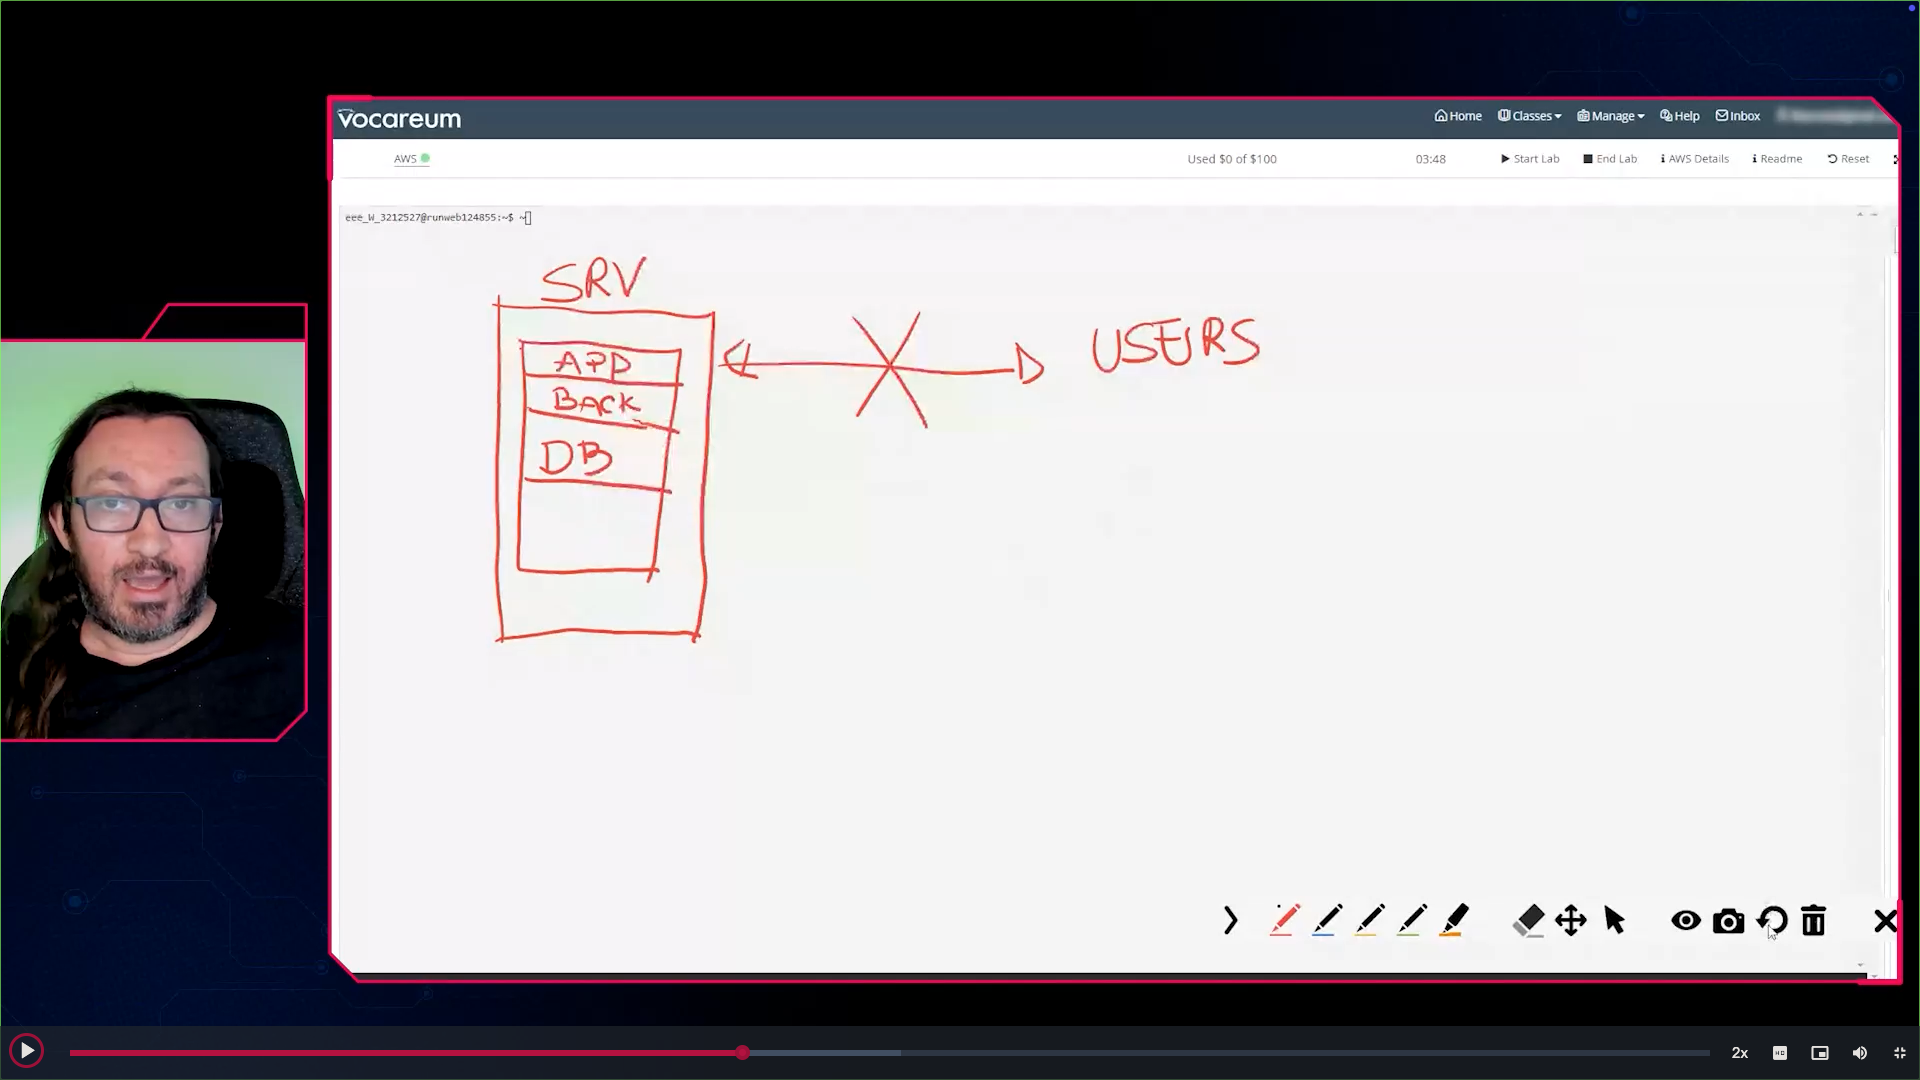 vocareum
Home Classes Manage Help Inbox
AWS Used $0 of $100 03:48 Start Lab End Lab AWS Details Readme Reset
eee_W_3212527@runweb124855:~$ ~
SRV
APP
BACK
DB
USERS
2x
HD